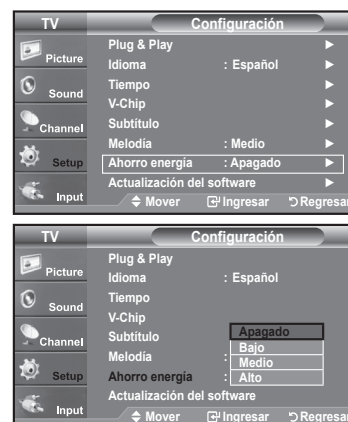 TV Configuración
Plug & Play
Picture
Idioma : Español
Tiempo
Sound
V-Chip
Channel
Subtítulo
Melodía : Medio
Setup
Ahorro energía : Apagado
Actualización del software
Input
Mover Ingresar Regresar
TV Configuración
Plug & Play
Picture
Idioma : Español
Tiempo
Sound
V-Chip
Channel
Subtítulo
Apagado
Bajo
Melodía :
Medio
Setup
Ahorro energía :
Alto
Actualización del software
Input
Mover Ingresar Regresar